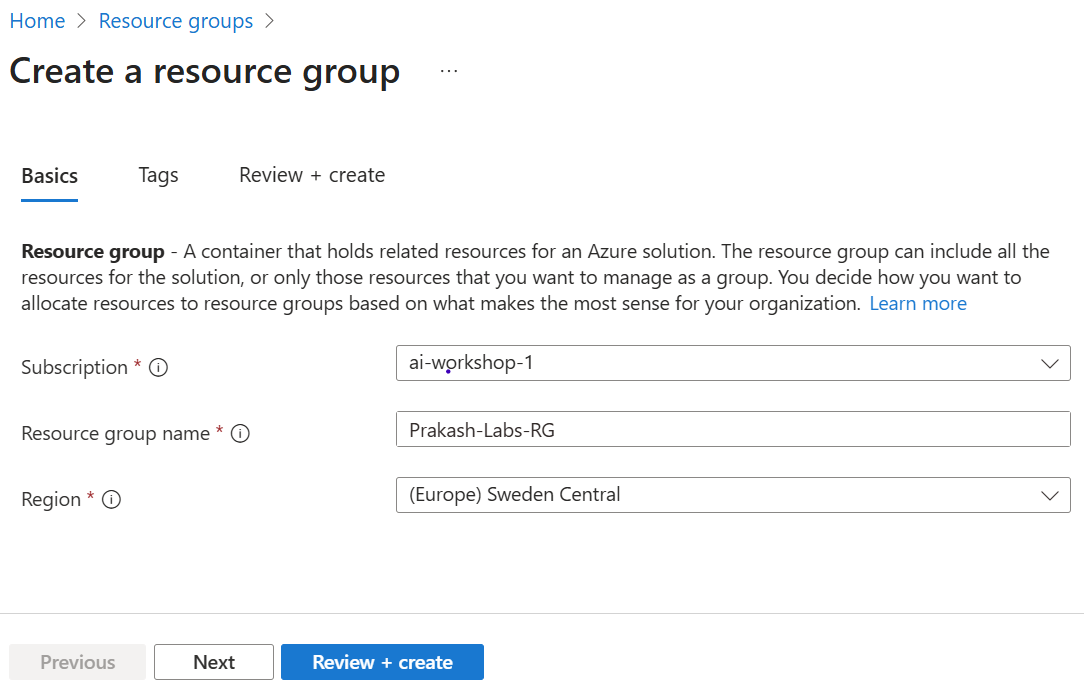 Home > Resource groups >
Create a resource group ...
Basics Tags Review + create
Resource group - A container that holds related resources for an Azure solution. The resource group can include all the
resources for the solution, or only those resources that you want to manage as a group. You decide how you want to
allocate resources to resource groups based on what makes the most sense for your organization. Learn more
Subscription * ai-workshop-1
Resource group name * Prakash-Labs-RG
Region * (Europe) Sweden Central
Previous Next Review + create